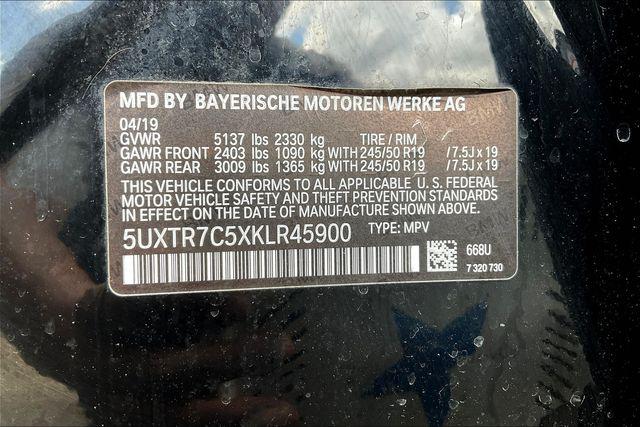 MFD BY BAYERISCHE MOTOREN WERKE AG
04/19
GVWR 5137 lbs 2330 kg TIRE / RIM
GAWR FRONT 2403 lbs 1090 kg WITH 245/50 R19 /7.5J x 19
GAWR REAR 3009 lbs 1365 kg WITH 245/50 R19 /7.5J x 19
THIS VEHICLE CONFORMS TO ALL APPLICABLE U. S. FEDERAL
MOTOR VEHICLE SAFETY AND THEFT PREVENTION
STANDARDS IN EFFECT ON THE
DATE OF MANUFACTURE SHOWN ABOVE.
5UXTR7C5XKLR45900 TYPE: MPV
668U
7 320 730